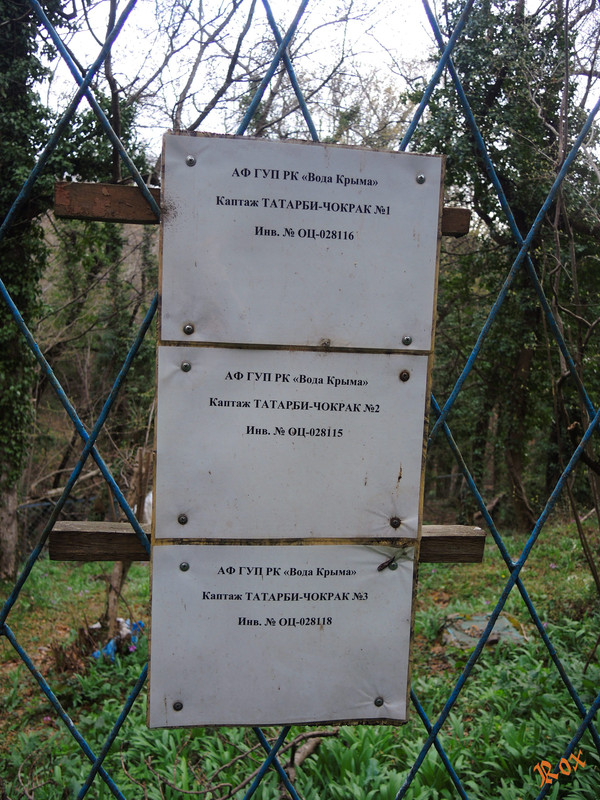 АФ ГУП РК «Вода Крыма»
Каптаж ТАТАРБИ-ЧОКРАК №1
Инв. № ОЦ-028116
АФ ГУП РК «Вода Крыма»
Каптаж ТАТАРБИ-ЧОКРАК №2
Инв. № ОЦ-028115
АФ ГУП РК «Вода Крыма»
Каптаж ТАТАРБИ-ЧОКРАК №3
Инв. № ОЦ-028118
Rox